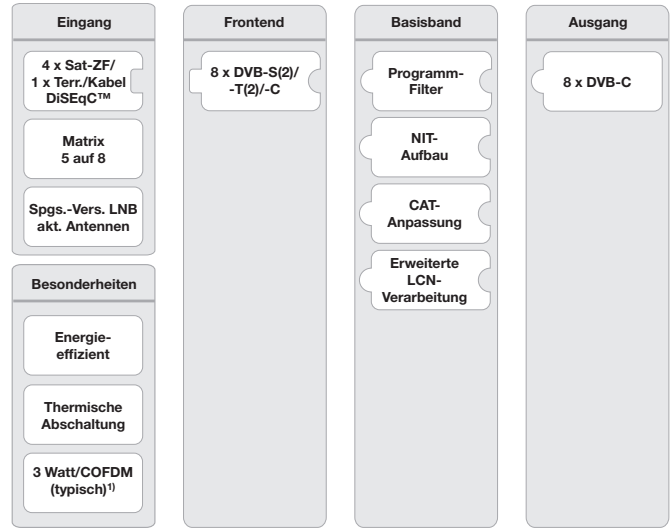 Eingang
4 x Sat-ZF/
1 x Terr./Kabel
DiSEqC™
Matrix
5 auf 8
Spgs.-Vers. LNB
akt. Antennen
Besonderheiten
Energie-
effizient
Thermische
Abschaltung
3 Watt/COFDM
(typisch)1)
Frontend
8 x DVB-S(2)/
-T(2)/-C
Basisband
Programm-
Filter
NIT-
Aufbau
CAT-
Anpassung
Erweiterte
LCN-
Verarbeitung
Ausgang
8 x DVB-C